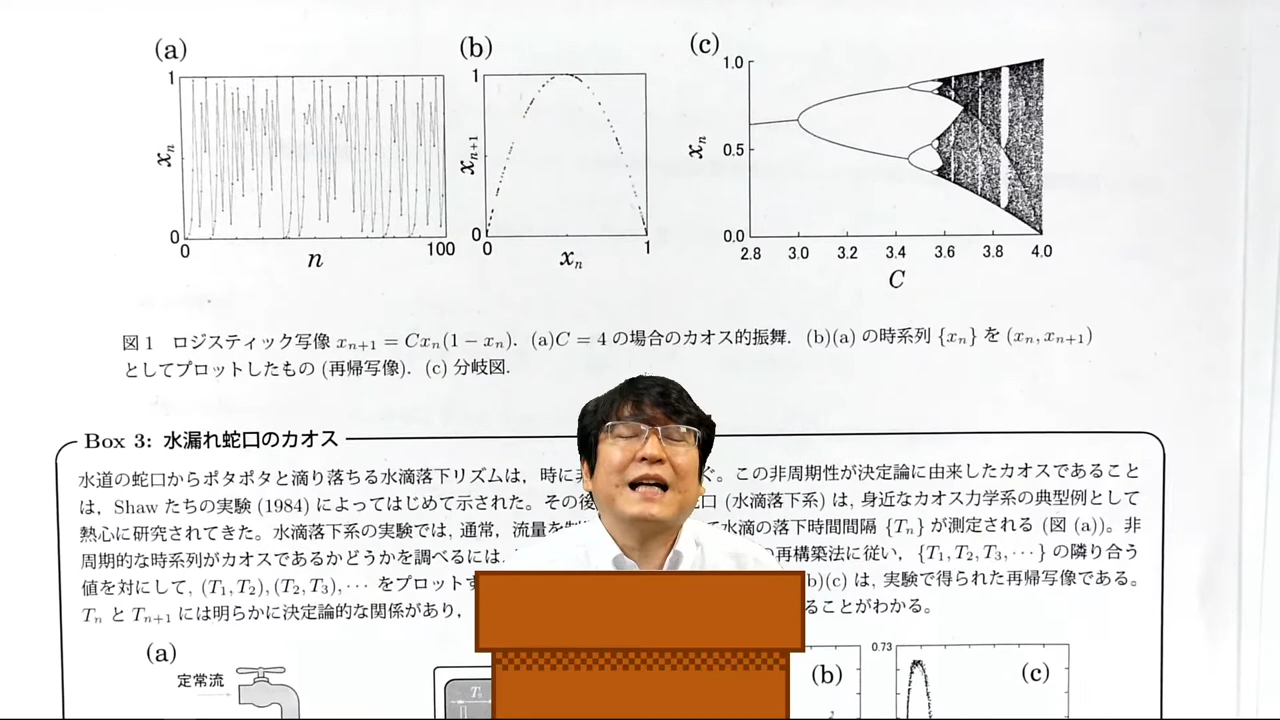 (a) (b) (c)
1
x_n
0
0 n 100
1
x_{n+1}
0
0 x_n 1
1.0
x_n 0.5
0.0
2.8 3.0 3.2 3.4 3.6 3.8 4.0
C
図1 ロジスティック写像 x_{n+1} = Cx_n(1 − x_n). (a)C = 4 の場合のカオス的振舞. (b)(a) の時系列 {x_n} を (x_n, x_{n+1})
としてプロットしたもの (再帰写像). (c) 分岐図.
Box 3: 水漏れ蛇口のカオス
水道の蛇口からポタポタと滴り落ちる水滴落下リズムは, 時に ぐ。この非周期性が決定論に由来したカオスであること
は, Shaw たちの実験 (1984) によってはじめて示された。その後 口 (水滴落下系) は, 身近なカオス力学系の典型例として
熱心に研究されてきた。水滴落下系の実験では, 通常, 流量を て水滴の落下時間間隔 {T_n} が測定される (図 (a))。非
周期的な時系列がカオスであるかどうかを調べるには の再構築法に従い, {T_1, T_2, T_3, ···} の隣り合う
値を対にして, (T_1, T_2), (T_2, T_3), ··· をプロットす b)(c) は, 実験で得られた再帰写像である。
T_n と T_{n+1} には明らかに決定論的な関係があり, ることがわかる。
(a)
定常流
(b)
0.73
(c)